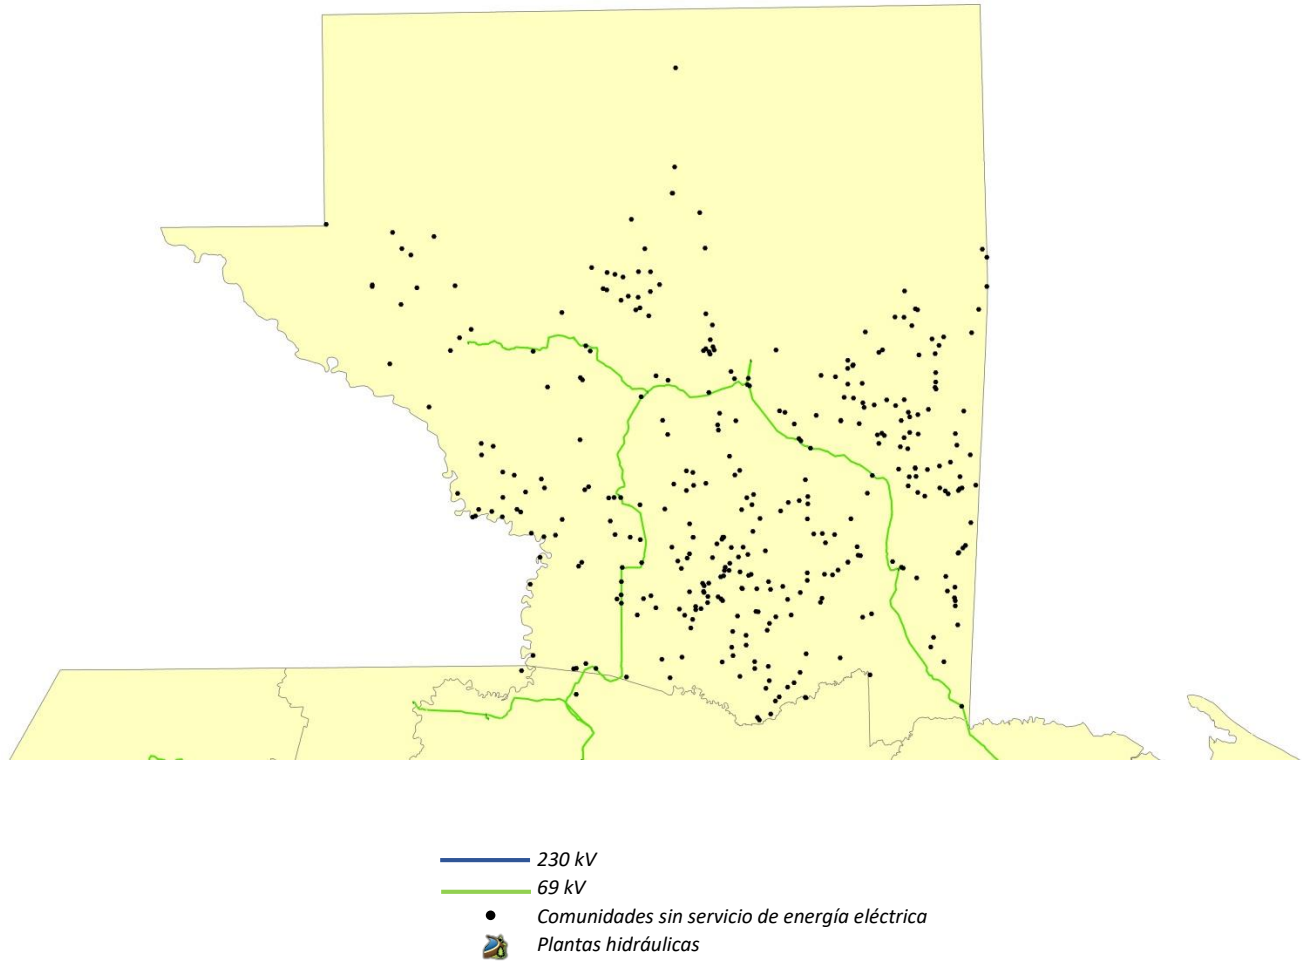 230 kV
69 kV
Comunidades sin servicio de energía eléctrica
Plantas hidráulicas